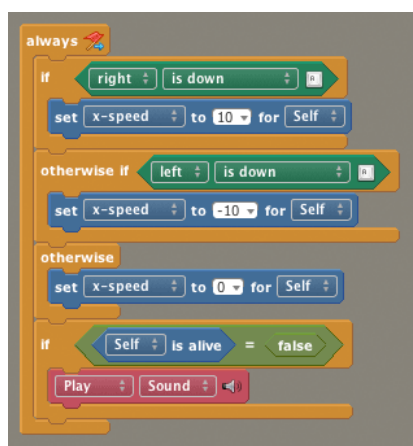 always
if right is down
set x-speed to 10 for Self
otherwise if left is down
set x-speed to -10 for Self
otherwise
set x-speed to 0 for Self
if Self is alive = false
Play Sound